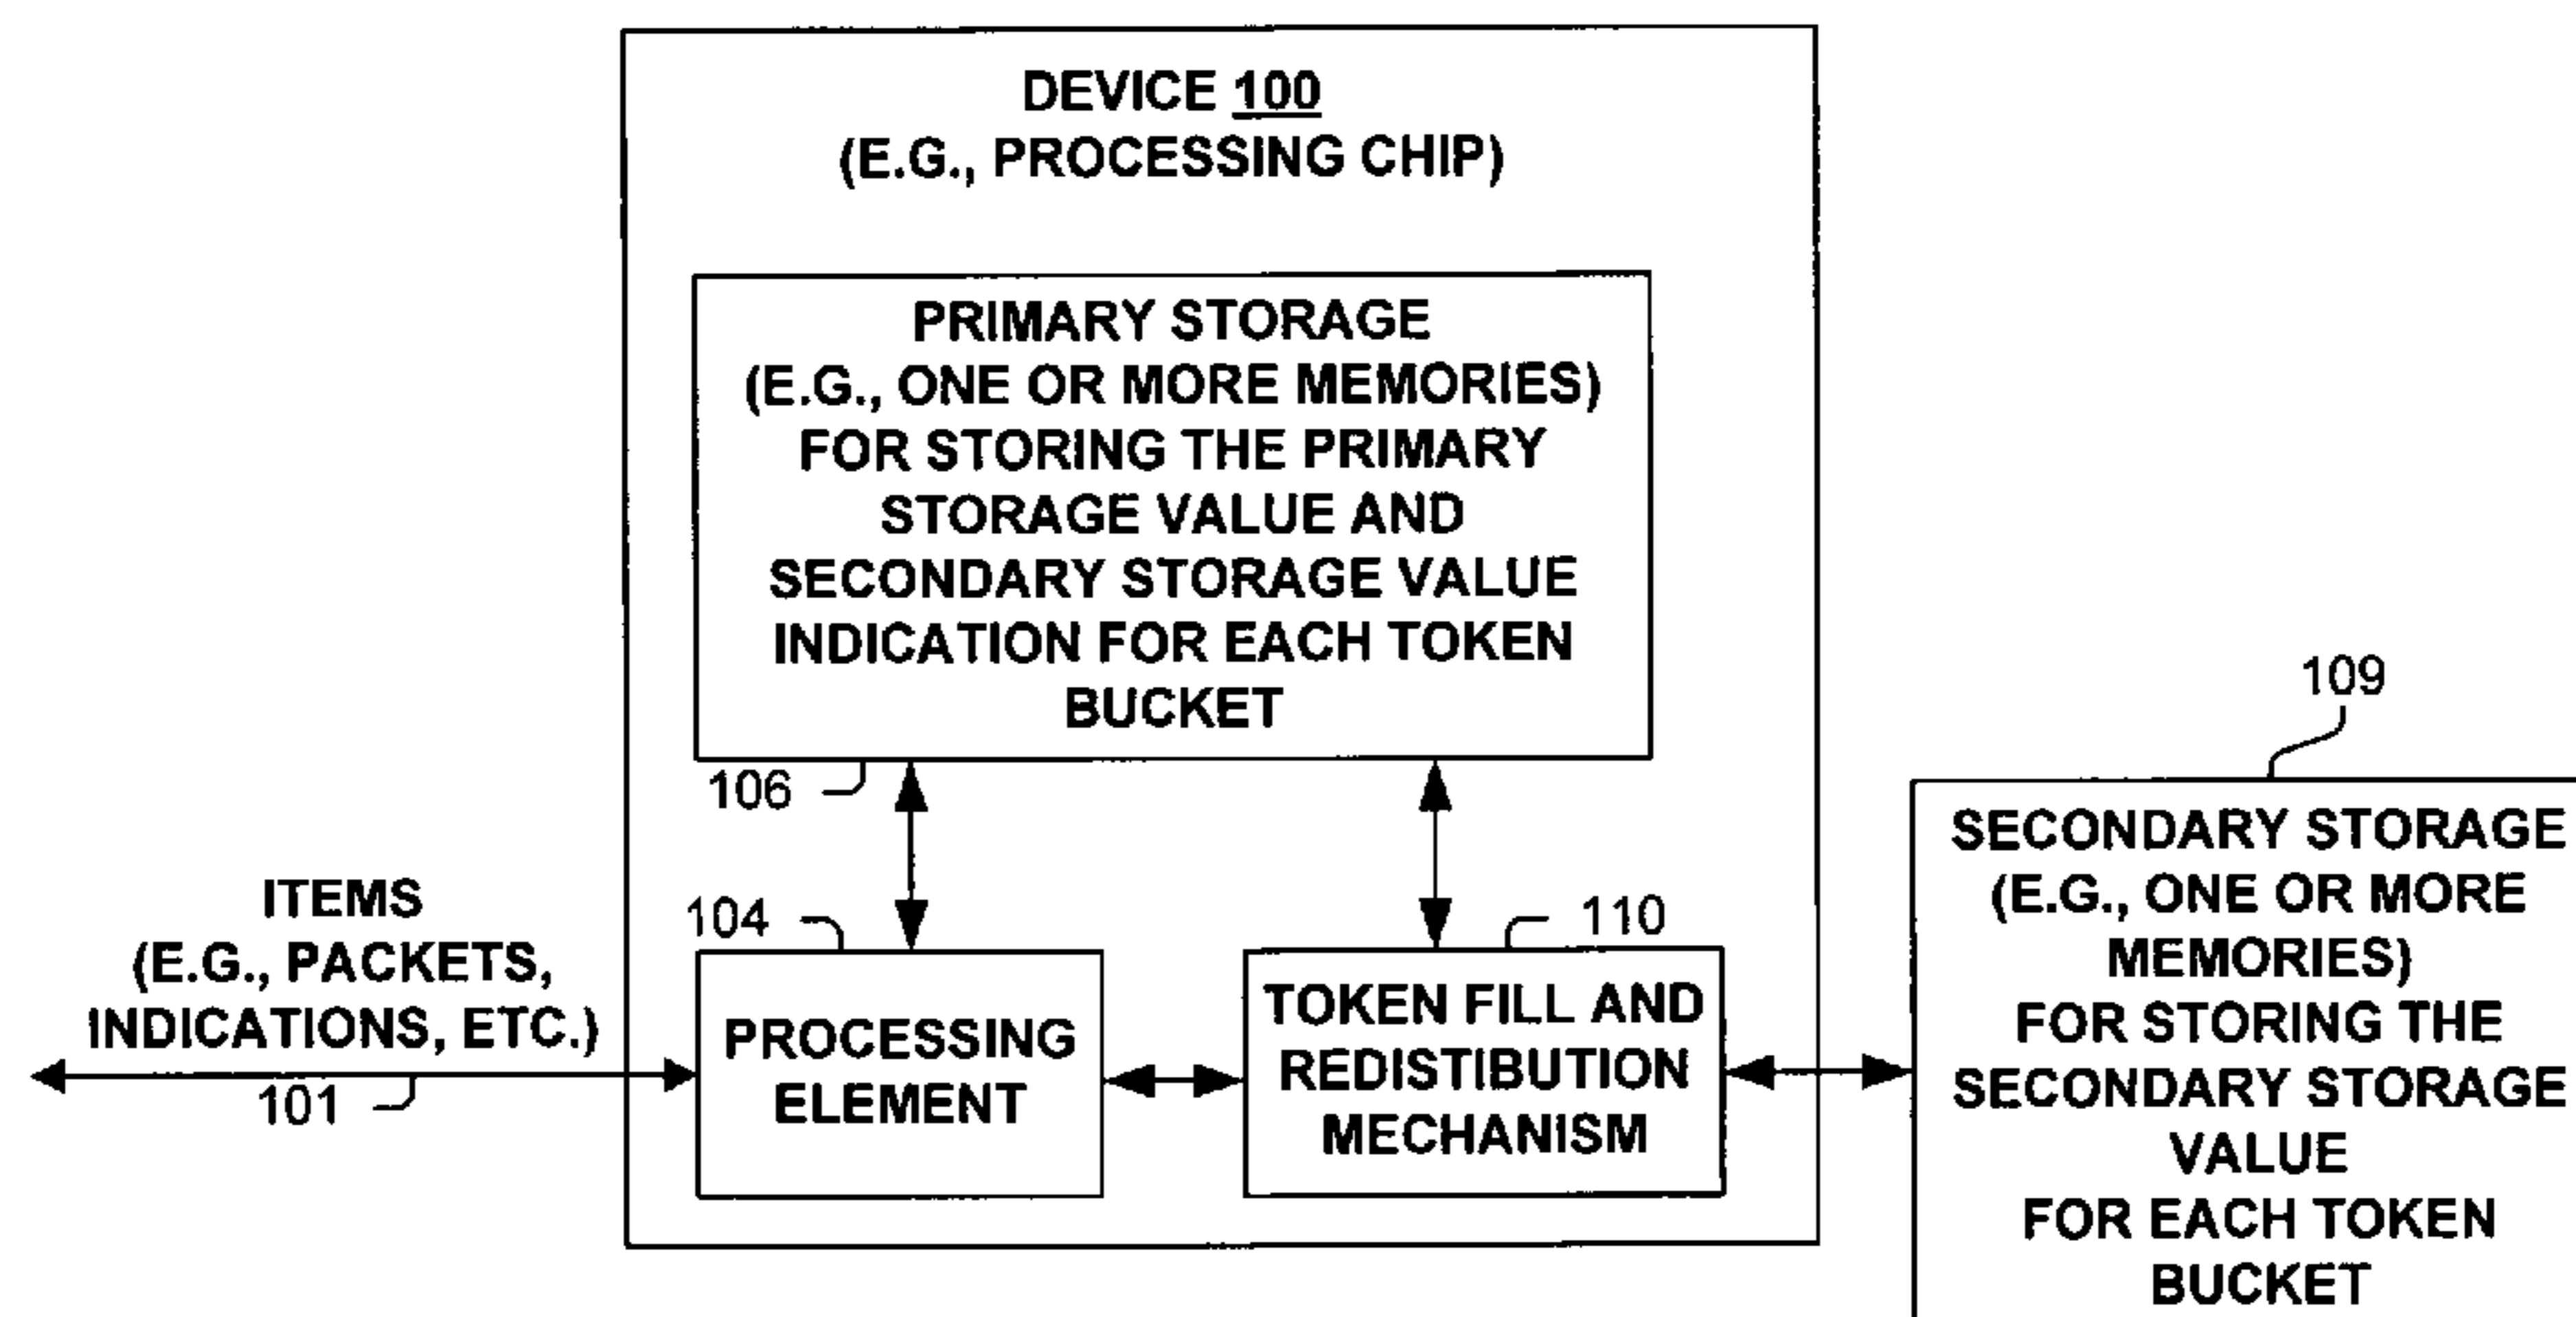 DEVICE 100
(E.G., PROCESSING CHIP)
PRIMARY STORAGE
(E.G., ONE OR MORE MEMORIES)
FOR STORING THE PRIMARY
STORAGE VALUE AND
SECONDARY STORAGE VALUE
INDICATION FOR EACH TOKEN
BUCKET
106
ITEMS
(E.G., PACKETS,
INDICATIONS, ETC.)
101
104
PROCESSING
ELEMENT
110
TOKEN FILL AND
REDISTIBUTION
MECHANISM
109
SECONDARY STORAGE
(E.G., ONE OR MORE
MEMORIES)
FOR STORING THE
SECONDARY STORAGE
VALUE
FOR EACH TOKEN
BUCKET